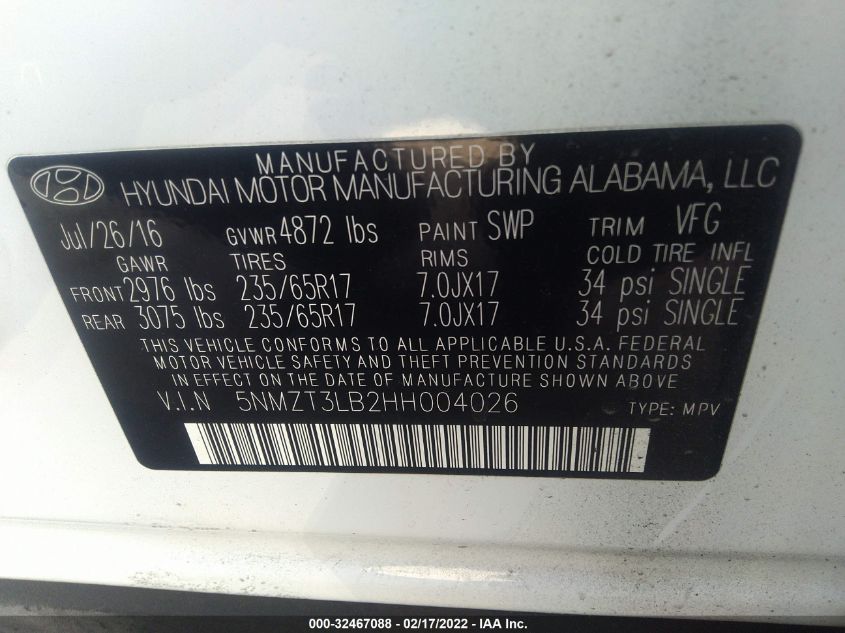 MANUFACTURED BY
HYUNDAI MOTOR MANUFACTURING ALABAMA, LLC
Jul/26/16 GVWR 4872 lbs PAINT SWP TRIM VFG
GAWR TIRES RIMS COLD TIRE INFL
FRONT 2976 lbs 235/65R17 7.0JX17 34 psi SINGLE
REAR 3075 lbs 235/65R17 7.0JX17 34 psi SINGLE
THIS VEHICLE CONFORMS TO ALL APPLICABLE U.S.A. FEDERAL
MOTOR VEHICLE SAFETY AND THEFT PREVENTION STANDARDS
IN EFFECT ON THE DATE OF MANUFACTURE SHOWN ABOVE.
V.I.N 5NMZT3LB2HH004026 TYPE: MPV
000-32467088 - 02/17/2022 - IAA Inc.